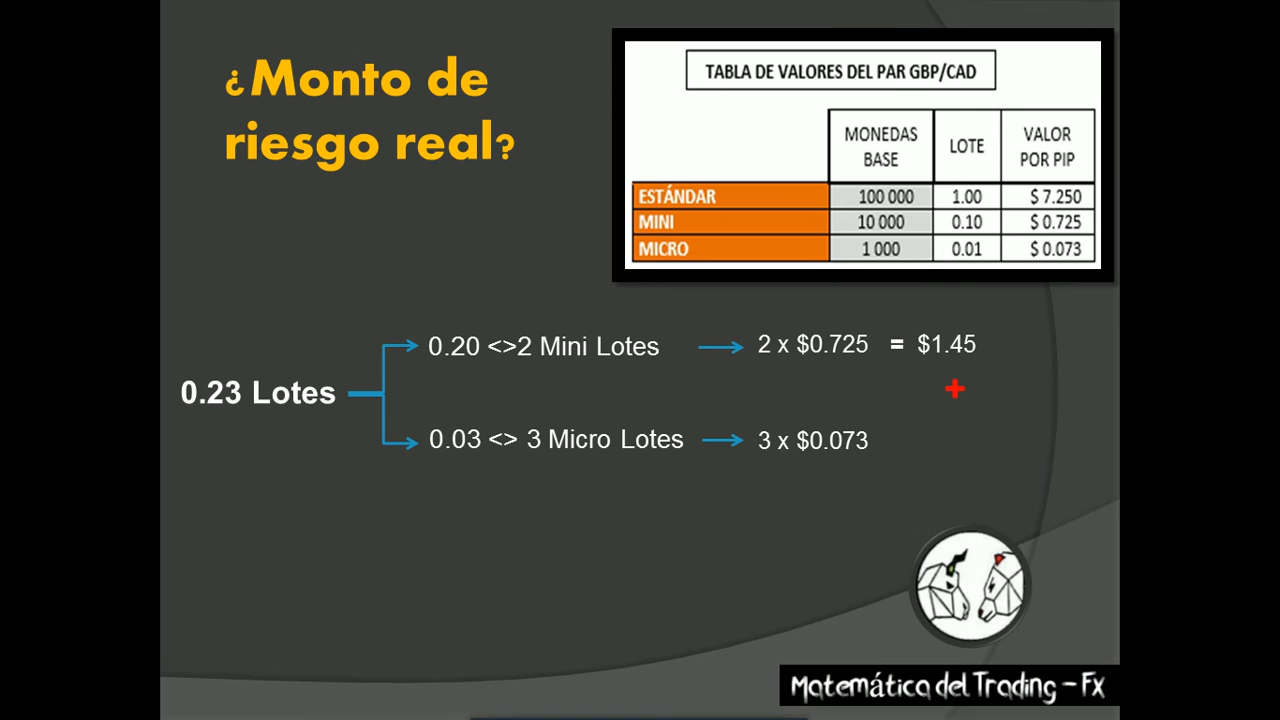 ¿Monto de
riesgo real?
TABLA DE VALORES DEL PAR GBP/CAD
MONEDAS BASE LOTE VALOR POR PIP
ESTÁNDAR 100 000 1.00 $ 7.250
MINI 10 000 0.10 $ 0.725
MICRO 1 000 0.01 $ 0.073
0.20 <>2 Mini Lotes 2 x $0.725 = $1.45
+
0.23 Lotes
0.03 <> 3 Micro Lotes 3 x $0.073
Matemática del Trading - Fx